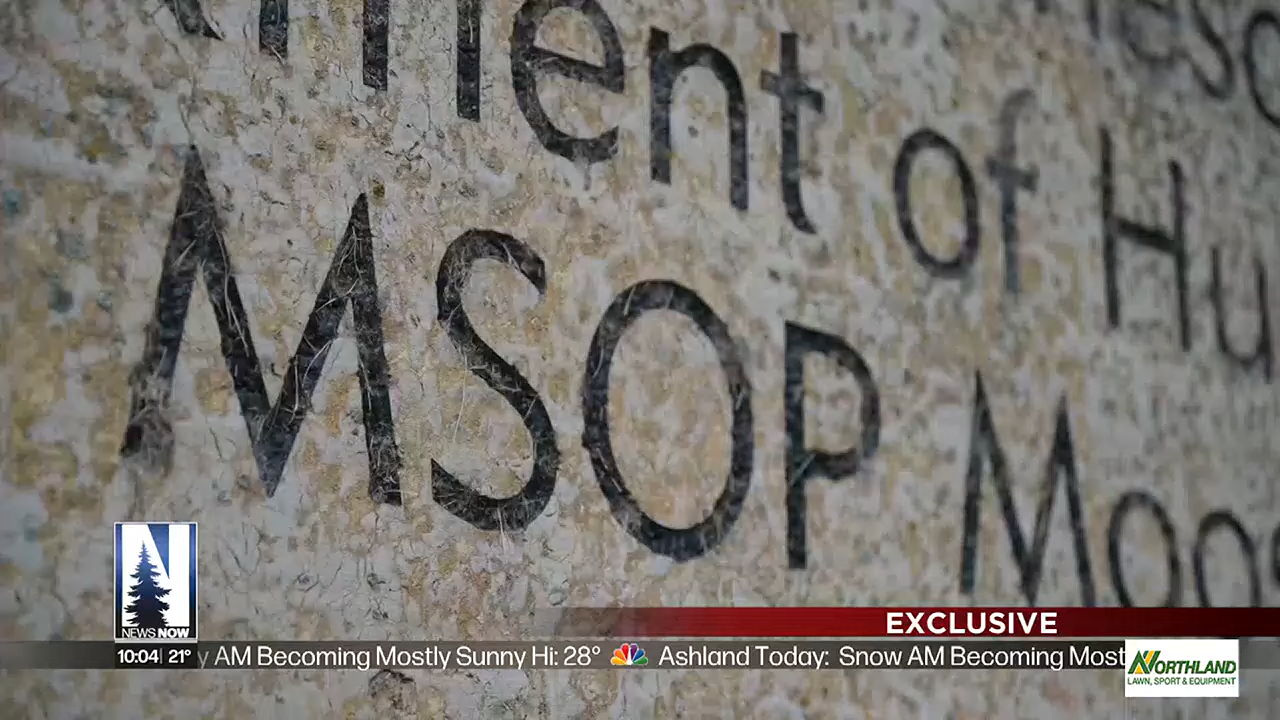 ment of Hu
MSOP Moos
EXCLUSIVE
N
NEWS NOW
10:04 21° y AM Becoming Mostly Sunny Hi: 28° Ashland Today: Snow AM Becoming Most
NORTHLAND
LAWN, SPORT & EQUIPMENT